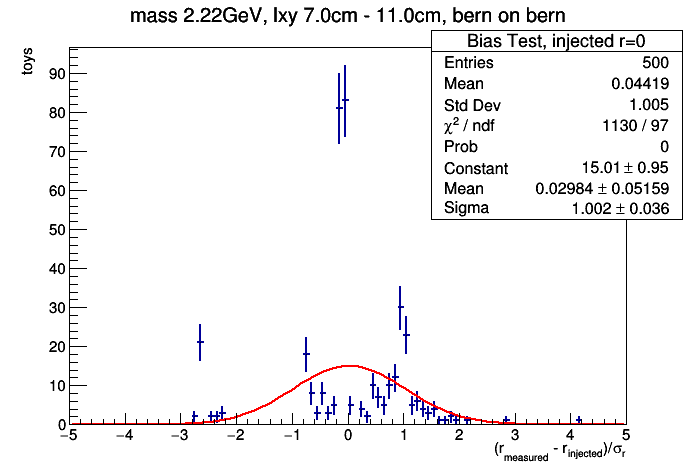 mass 2.22GeV, lxy 7.0cm - 11.0cm, bern on bern
Bias Test, injected r=0
Entries 500
Mean 0.04419
Std Dev 1.005
χ² / ndf 1130 / 97
Prob 0
Constant 15.01 ± 0.95
Mean 0.02984 ± 0.05159
Sigma 1.002 ± 0.036
toys
90
80
70
60
50
40
30
20
10
0
−5 −4 −3 −2 −1 0 1 2 3 4 5
(r_measured - r_injected)/σ_r